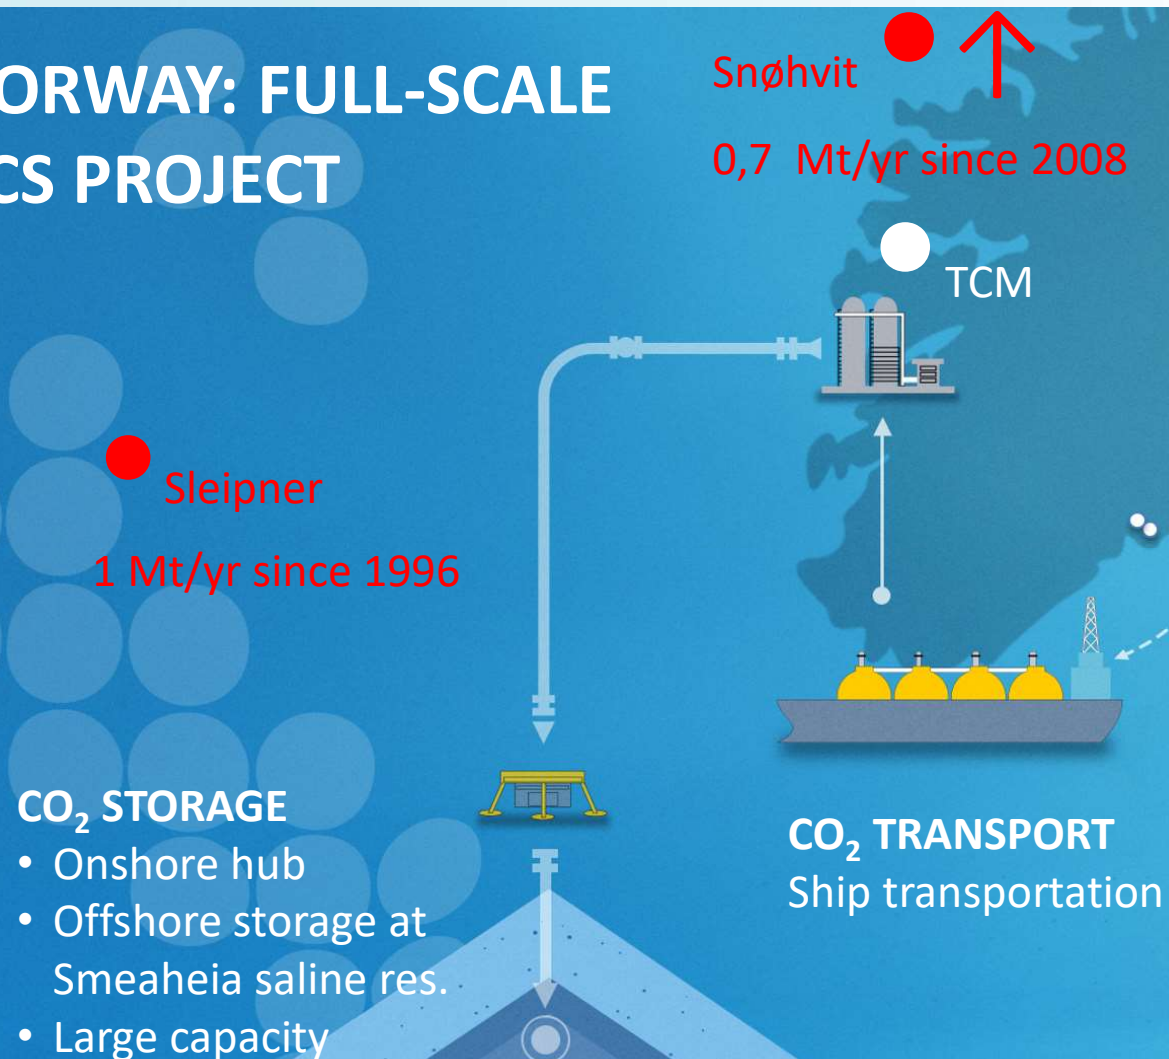 ORWAY: FULL-SCALE
CS PROJECT
Snøhvit
0,7 Mt/yr since 2008
TCM
Sleipner
1 Mt/yr since 1996
CO₂ STORAGE
• Onshore hub
• Offshore storage at
Smeaheia saline res.
• Large capacity
CO₂ TRANSPORT
Ship transportation